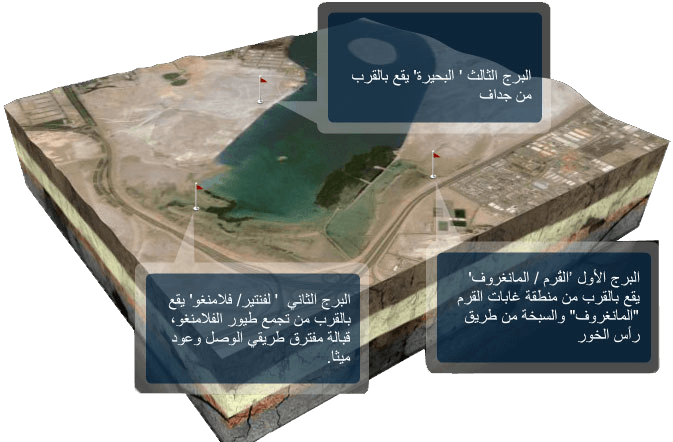 البرج الثالث ' البحيرة' يقع بالقرب
من جداف
البرج الأول 'القُرم / المانغروف'
يقع بالقرب من منطقة غابات القرم
"المانغروف" والسبخة من طريق
رأس الخور
البرج الثاني ' لفنتير/ فلامنغو' يقع
بالقرب من تجمع طيور الفلامنغو،
قبالة مفترق طريقي الوصل وعود
ميثا.